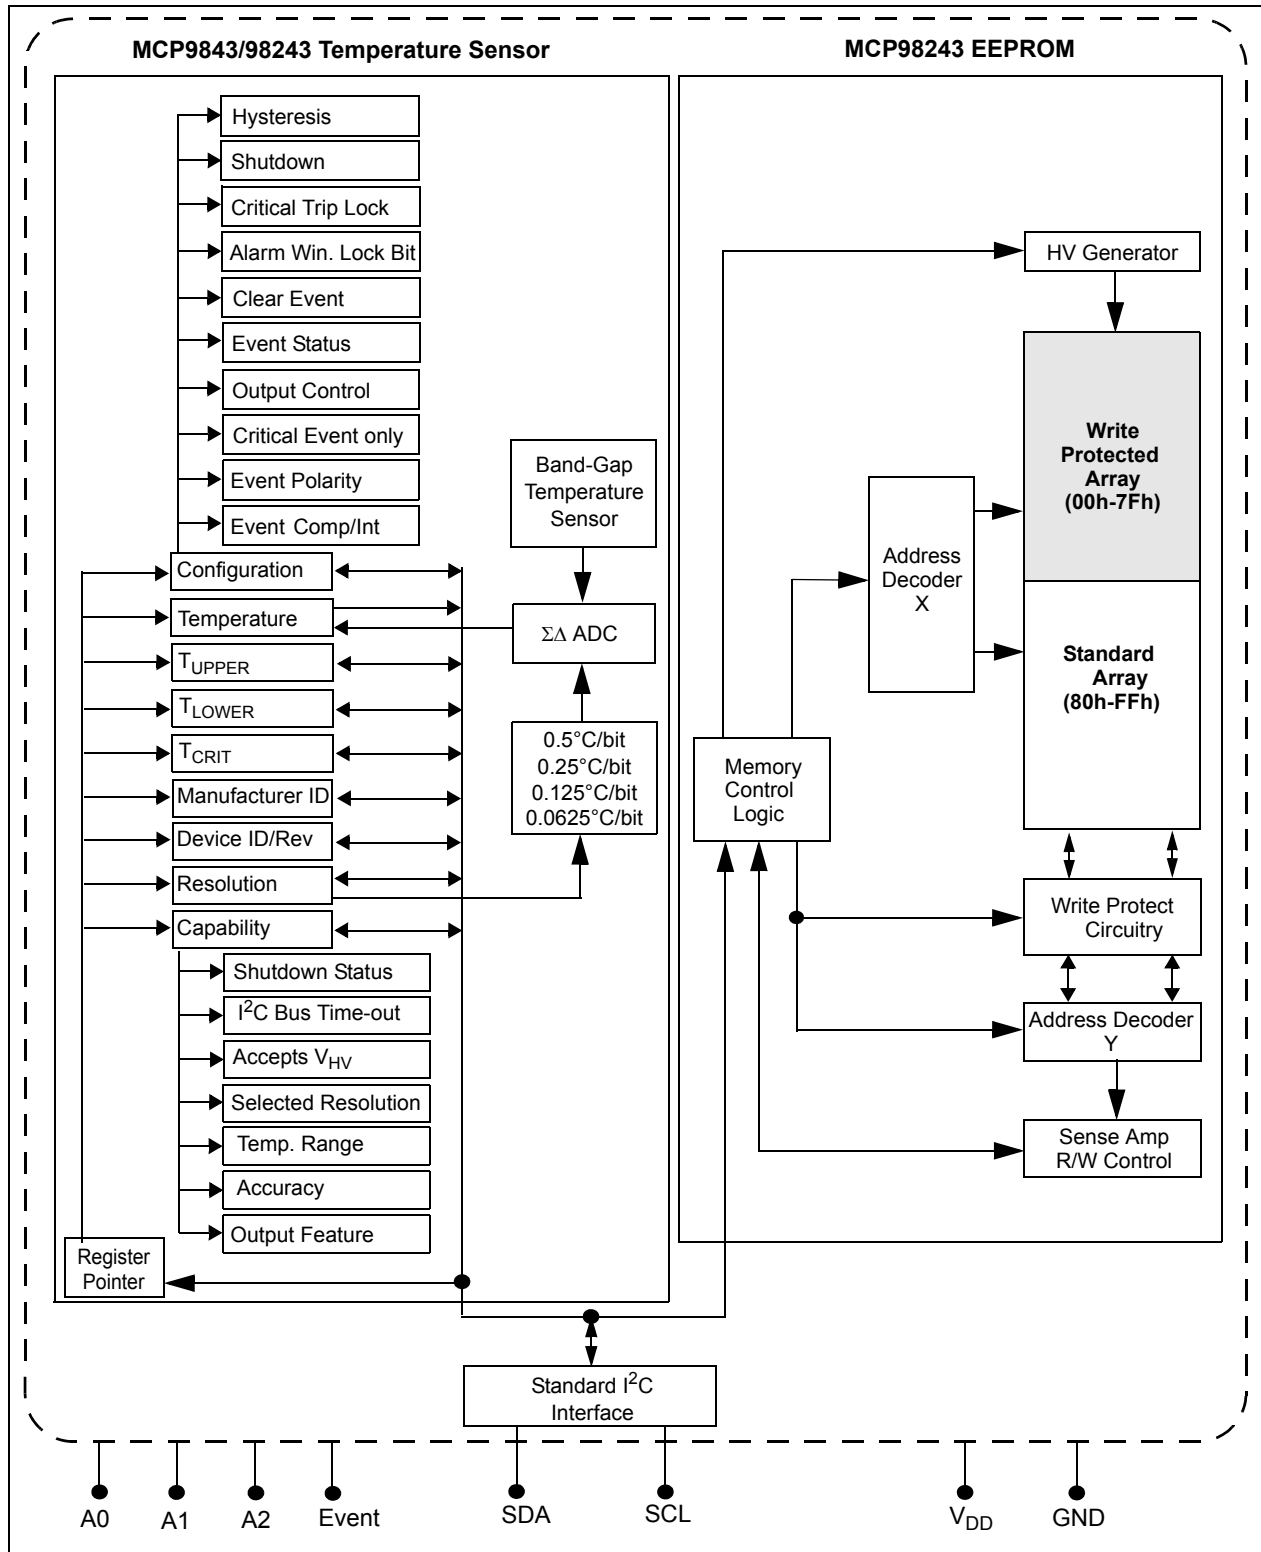 MCP9843/98243 Temperature Sensor
Hysteresis
Shutdown
Critical Trip Lock
Alarm Win. Lock Bit
Clear Event
Event Status
Output Control
Critical Event only
Event Polarity
Event Comp/Int
Configuration
Temperature
T_UPPER
T_LOWER
T_CRIT
Manufacturer ID
Device ID/Rev
Resolution
Capability
Shutdown Status
I²C Bus Time-out
Accepts V_HV
Selected Resolution
Temp. Range
Accuracy
Output Feature
Register
Pointer
Band-Gap
Temperature
Sensor
ΣΔ ADC
0.5°C/bit
0.25°C/bit
0.125°C/bit
0.0625°C/bit
MCP98243 EEPROM
HV Generator
Write
Protected
Array
(00h-7Fh)
Address
Decoder
X
Standard
Array
(80h-FFh)
Memory
Control
Logic
Write Protect
Circuitry
Address Decoder
Y
Sense Amp
R/W Control
Standard I²C
Interface
A0
A1
A2
Event
SDA
SCL
V_DD
GND